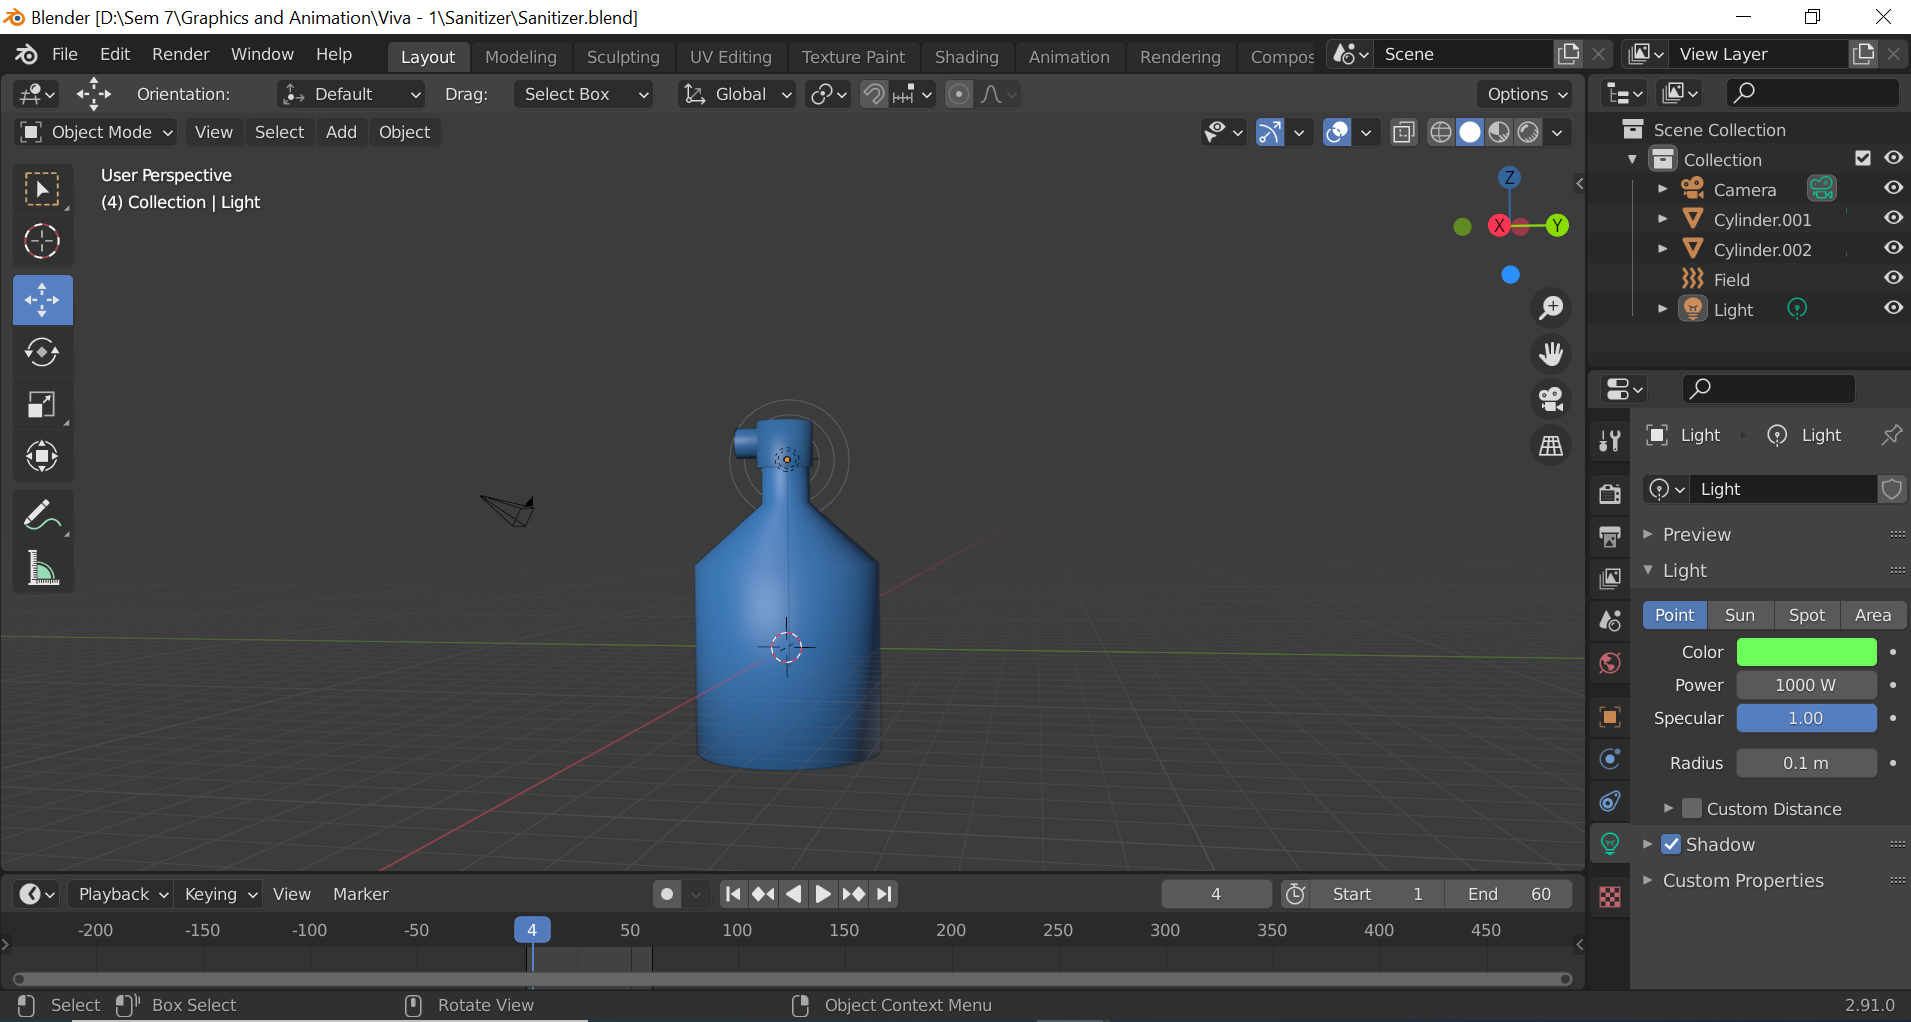 Blender [D:\Sem 7\Graphics and Animation\Viva - 1\Sanitizer\Sanitizer.blend]
File Edit Render Window Help Layout Modeling Sculpting UV Editing Texture Paint Shading Animation Rendering Compos Scene View Layer
Orientation: Default Drag: Select Box Global Options
Object Mode View Select Add Object
Scene Collection
Collection
Camera
Cylinder.001
Cylinder.002
Field
Light
User Perspective
(4) Collection | Light
Z
X Y
Light Light
Light
Preview
Light
Point Sun Spot Area
Color
Power 1000 W
Specular 1.00
Radius 0.1 m
Custom Distance
Shadow
Custom Properties
Playback Keying View Marker 4 Start 1 End 60
-200 -150 -100 -50 4 50 100 150 200 250 300 350 400 450
Select Box Select Rotate View Object Context Menu 2.91.0